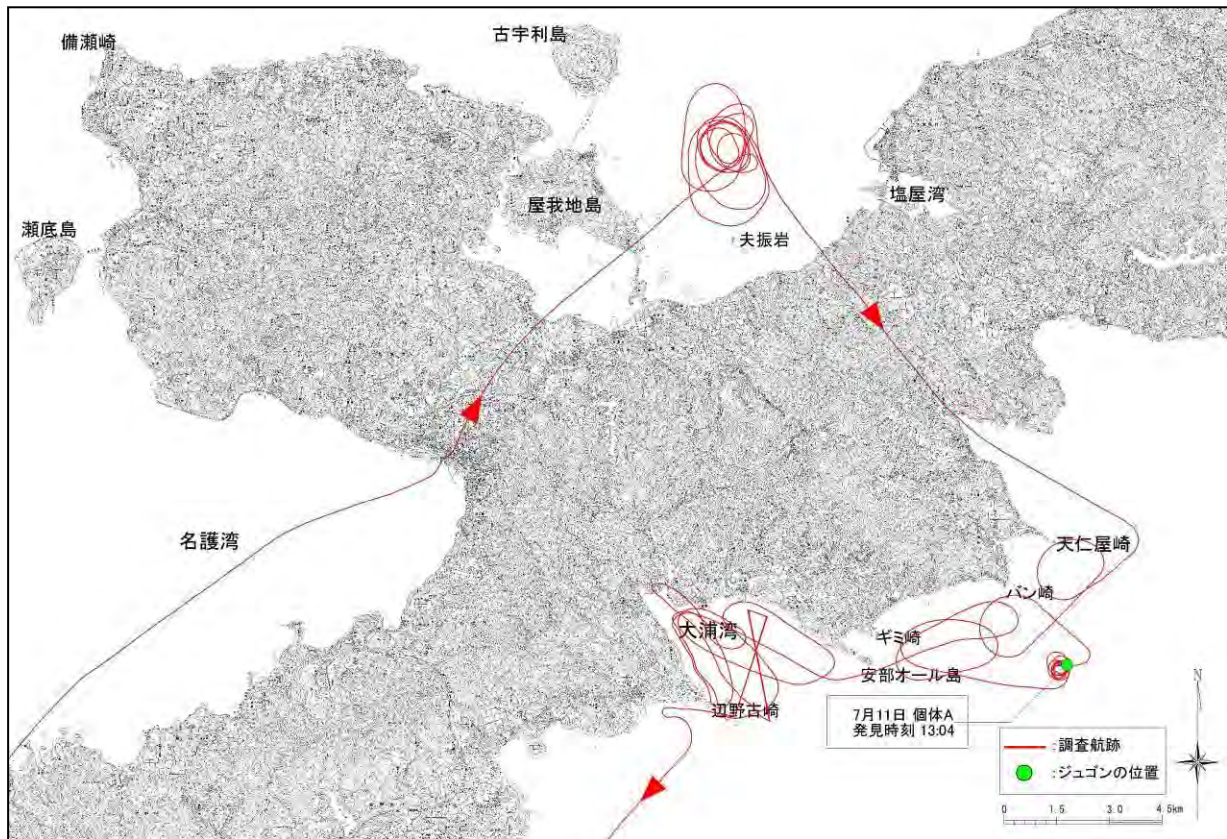 備瀬崎
古宇利島
瀬底島
屋我地島
塩屋湾
夫振岩
名護湾
天仁屋崎
バン崎
大浦湾
ギミ崎
安部オール島
辺野古崎
7月11日 個体A
発見時刻 13:04
N
:調査航跡
:ジュゴンの位置
0 1.5 3.0 4.5km